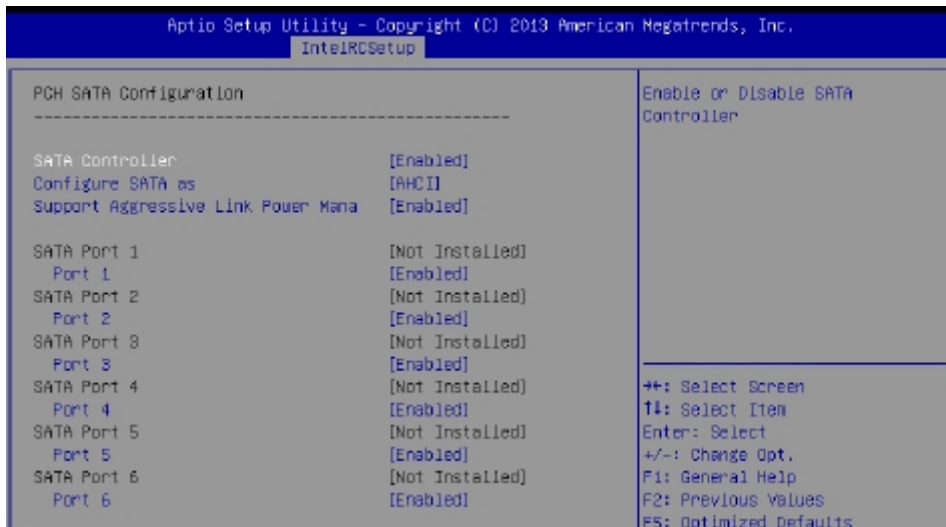 Aptio Setup Utility - Copyright (C) 2013 American Megatrends, Inc.
IntelRCSetup
PCH SATA Configuration
--------------------------------------------------
SATA Controller [Enabled]
Configure SATA as [AHCI]
Support Aggressive Link Power Mana [Enabled]
SATA Port 1 [Not Installed]
Port 1 [Enabled]
SATA Port 2 [Not Installed]
Port 2 [Enabled]
SATA Port 3 [Not Installed]
Port 3 [Enabled]
SATA Port 4 [Not Installed]
Port 4 [Enabled]
SATA Port 5 [Not Installed]
Port 5 [Enabled]
SATA Port 6 [Not Installed]
Port 6 [Enabled]
Enable or Disable SATA
Controller
→←: Select Screen
↑↓: Select Item
Enter: Select
+/-: Change Opt.
F1: General Help
F2: Previous Values
F5: Optimized Defaults